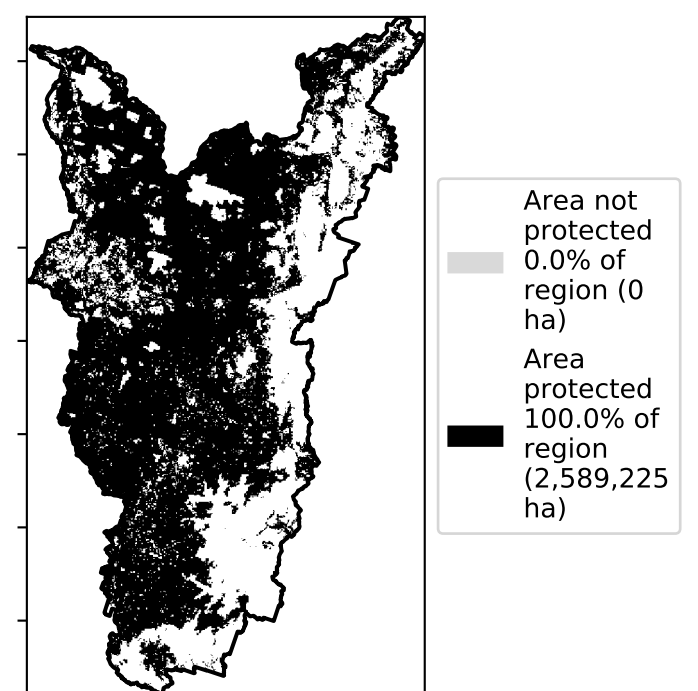 Area not
protected
0.0% of
region (0
ha)
Area
protected
100.0% of
region
(2,589,225
ha)